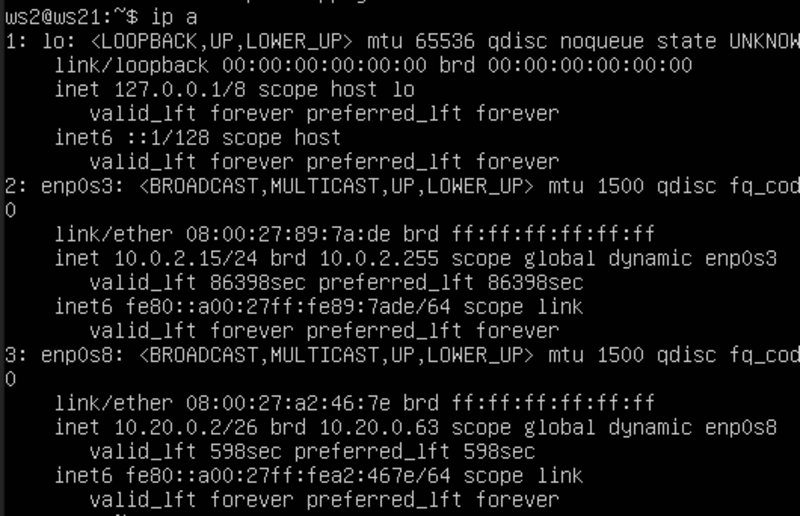 ws2@ws21:~$ ip a
1: lo: <LOOPBACK,UP,LOWER_UP> mtu 65536 qdisc noqueue state UNKNOW
link/loopback 00:00:00:00:00:00 brd 00:00:00:00:00:00
inet 127.0.0.1/8 scope host lo
valid_lft forever preferred_lft forever
inet6 ::1/128 scope host
valid_lft forever preferred_lft forever
2: enp0s3: <BROADCAST,MULTICAST,UP,LOWER_UP> mtu 1500 qdisc fq_cod
0
link/ether 08:00:27:89:7a:de brd ff:ff:ff:ff:ff:ff
inet 10.0.2.15/24 brd 10.0.2.255 scope global dynamic enp0s3
valid_lft 86398sec preferred_lft 86398sec
inet6 fe80::a00:27ff:fe89:7ade/64 scope link
valid_lft forever preferred_lft forever
3: enp0s8: <BROADCAST,MULTICAST,UP,LOWER_UP> mtu 1500 qdisc fq_cod
0
link/ether 08:00:27:a2:46:7e brd ff:ff:ff:ff:ff:ff
inet 10.20.0.2/26 brd 10.20.0.63 scope global dynamic enp0s8
valid_lft 598sec preferred_lft 598sec
inet6 fe80::a00:27ff:fea2:467e/64 scope link
valid_lft forever preferred_lft forever